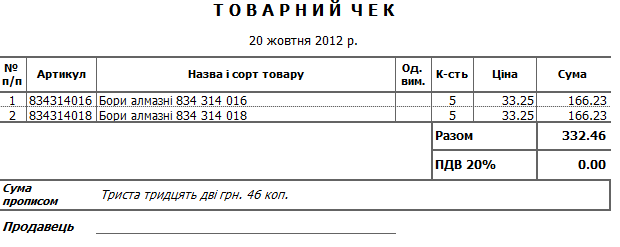 ТОВАРНИЙ ЧЕК
20 жовтня 2012 р.
№ п/п Артикул Назва і сорт товару Од. вим. К-сть Ціна Сума
1 834314016 Бори алмазні 834 314 016 5 33.25 166.23
2 834314018 Бори алмазні 834 314 018 5 33.25 166.23
Разом 332.46
ПДВ 20% 0.00
Сума прописом Триста тридцять дві грн. 46 коп.
Продавець